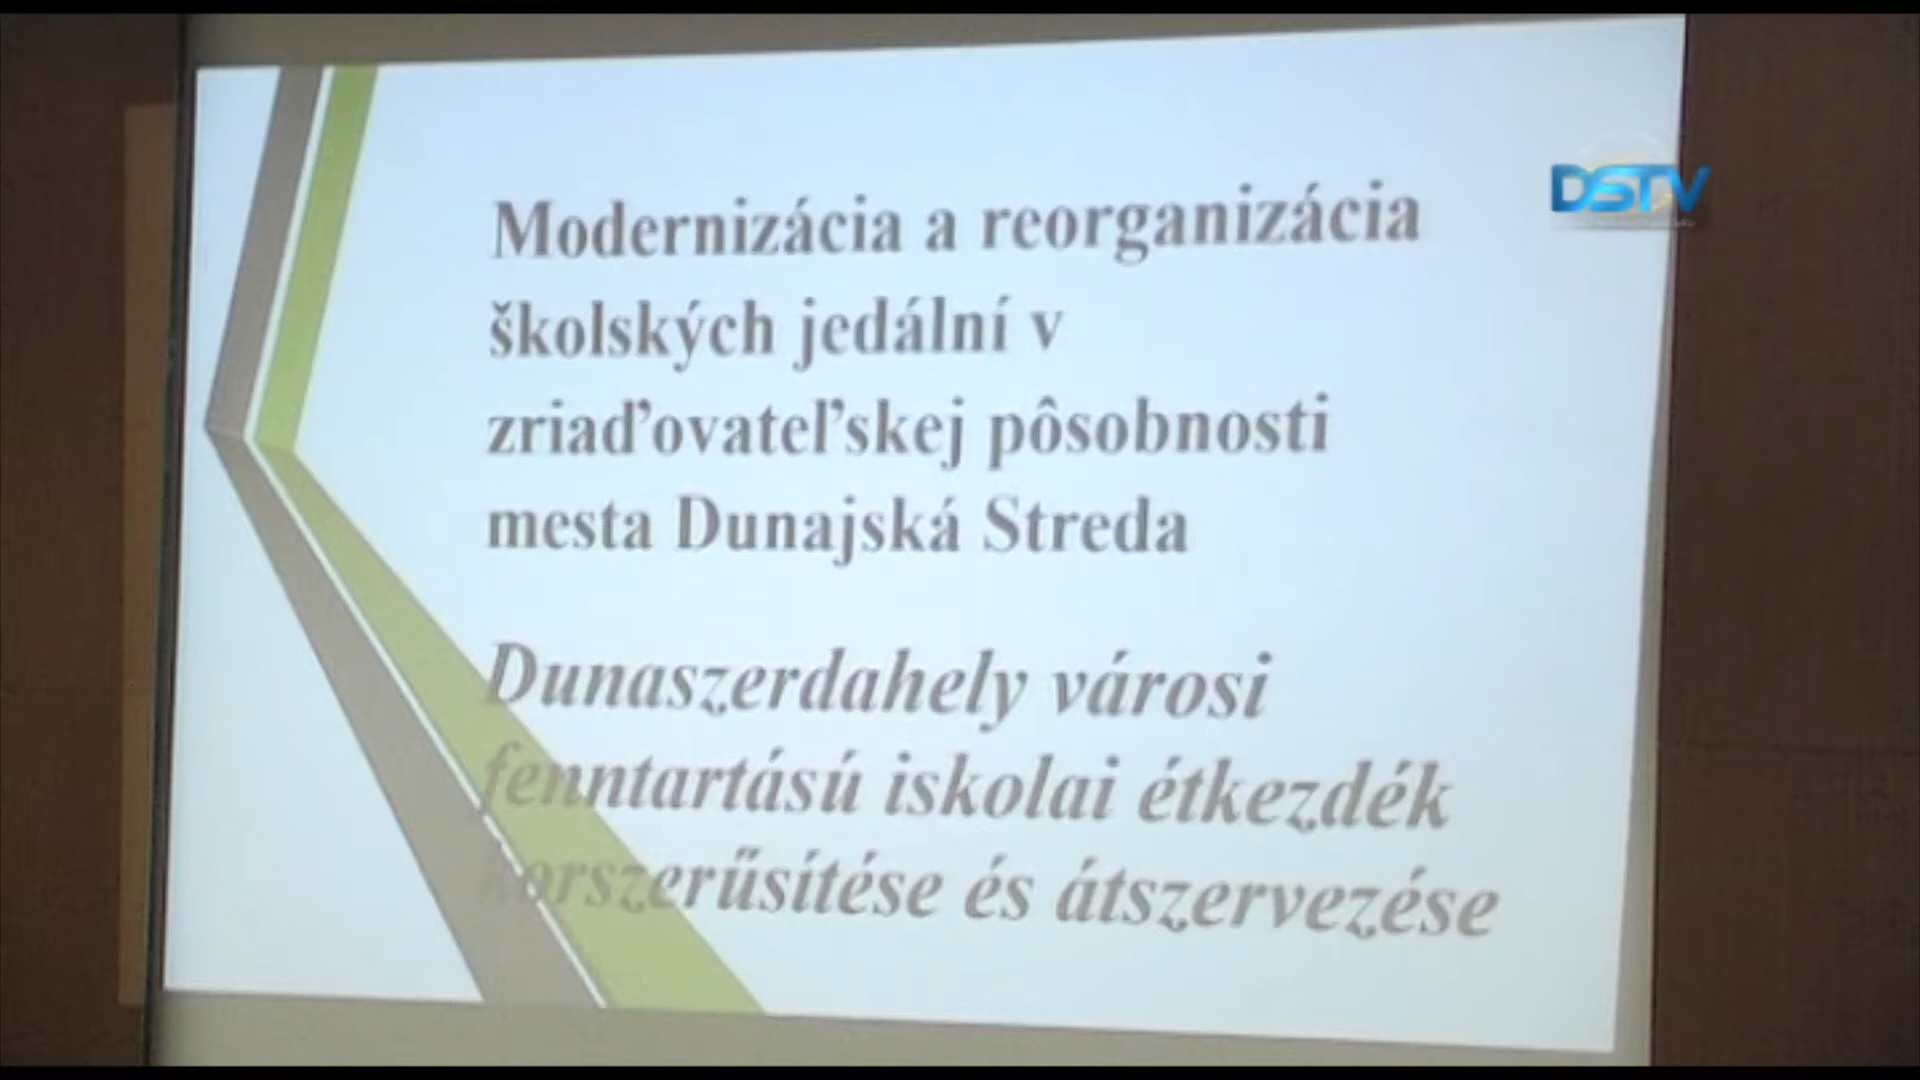 DSTV
Modernizácia a reorganizácia
školských jedální v
zriaďovateľskej pôsobnosti
mesta Dunajská Streda
Dunaszerdahely városi
fenntartású iskolai étkezdék
korszerűsítése és átszervezése